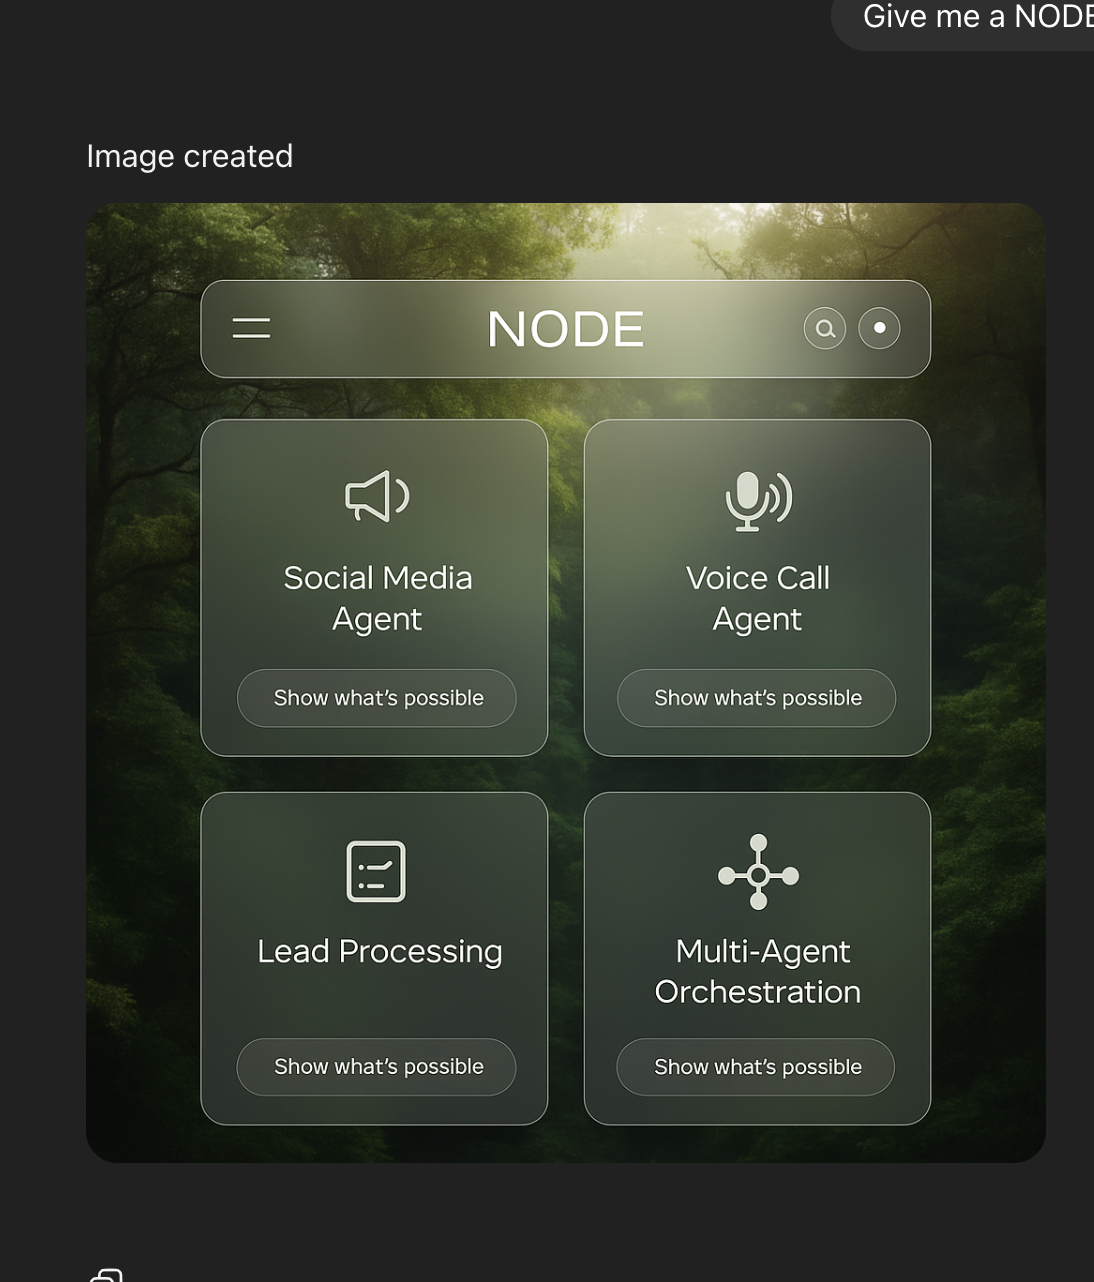 Give me a NODE
Image created
NODE
Social Media
Agent
Show what's possible
Voice Call
Agent
Show what's possible
Lead Processing
Show what's possible
Multi-Agent
Orchestration
Show what's possible